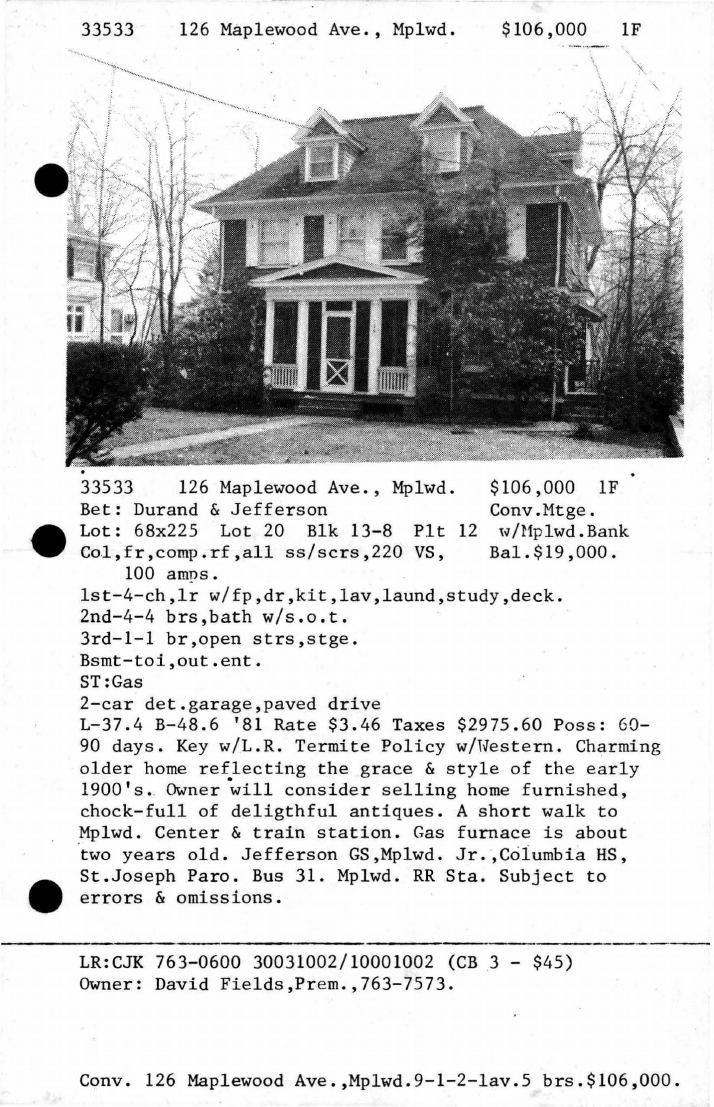 33533 126 Maplewood Ave., Mplwd. $106,000 1F
33533 126 Maplewood Ave., Mplwd. $106,000 1F
Bet: Durand & Jefferson Conv.Mtge.
Lot: 68x225 Lot 20 Blk 13-8 Plt 12 w/Mplwd.Bank
Col,fr,comp.rf,all ss/scrs,220 VS, Bal.$19,000.
100 amps.
1st-4-ch,lr w/fp,dr,kit,lav,laund,study,deck.
2nd-4-4 brs,bath w/s.o.t.
3rd-1-1 br,open strs,stge.
Bsmt-toi,out.ent.
ST:Gas
2-car det.garage,paved drive
L-37.4 B-48.6 '81 Rate $3.46 Taxes $2975.60 Poss: 60-
90 days. Key w/L.R. Termite Policy w/Western. Charming
older home reflecting the grace & style of the early
1900's. Owner will consider selling home furnished,
chock-full of deligthful antiques. A short walk to
Mplwd. Center & train station. Gas furnace is about
two years old. Jefferson GS,Mplwd. Jr.,Columbia HS,
St.Joseph Paro. Bus 31. Mplwd. RR Sta. Subject to
errors & omissions.
LR:CJK 763-0600 30031002/10001002 (CB 3 - $45)
Owner: David Fields,Prem.,763-7573.
Conv. 126 Maplewood Ave.,Mplwd.9-1-2-lav.5 brs.$106,000.